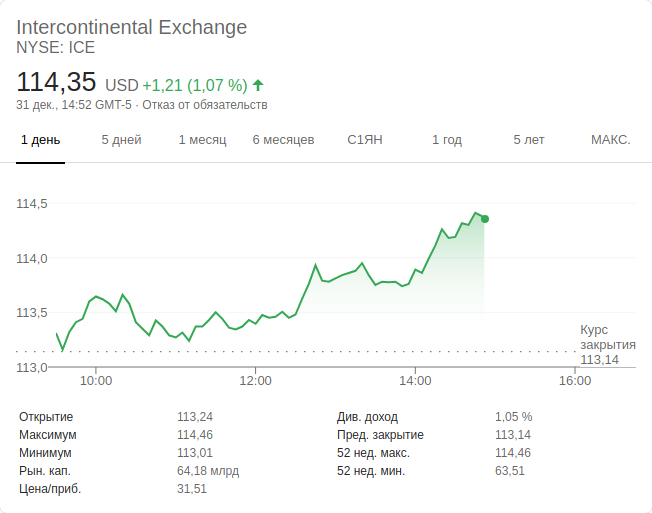 Intercontinental Exchange
NYSE: ICE
114,35 USD +1,21 (1,07 %) ↑
31 дек., 14:52 GMT-5 · Отказ от обязательств
1 день 5 дней 1 месяц 6 месяцев С1ЯН 1 год 5 лет МАКС.
114,5
114,0
113,5
113,0
Курс
закрытия
113,14
10:00 12:00 14:00 16:00
Открытие 113,24 Див. доход 1,05 %
Максимум 114,46 Пред. закрытие 113,14
Минимум 113,01 52 нед. макс. 114,46
Рын. кап. 64,18 млрд 52 нед. мин. 63,51
Цена/приб. 31,51